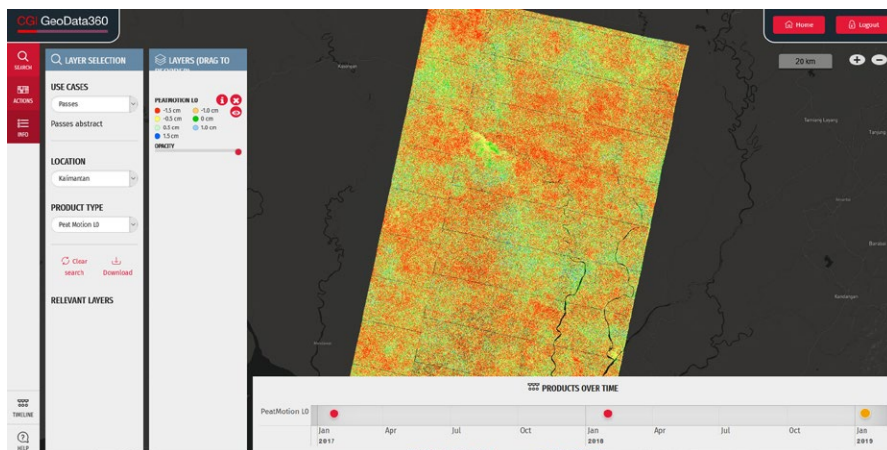 CGI GeoData360
Home
Logout
SEARCH
ACTIONS
INFO
TIMELINE
HELP
LAYER SELECTION
USE CASES
Passes
Passes abstract
LOCATION
Kalmantan
PRODUCT TYPE
Peat Motion L0
Clear search
Download
RELEVANT LAYERS
LAYERS (DRAG TO
PEATMOTION L0
-1.5 cm
-1.0 cm
-0.5 cm
0 cm
0.5 cm
1.0 cm
1.5 cm
OPACITY
20 km
PRODUCTS OVER TIME
PeatMotion L0
Jan
Apr
Jul
Oct
Jan
Apr
Jul
Oct
Jan
2017
2018
2019